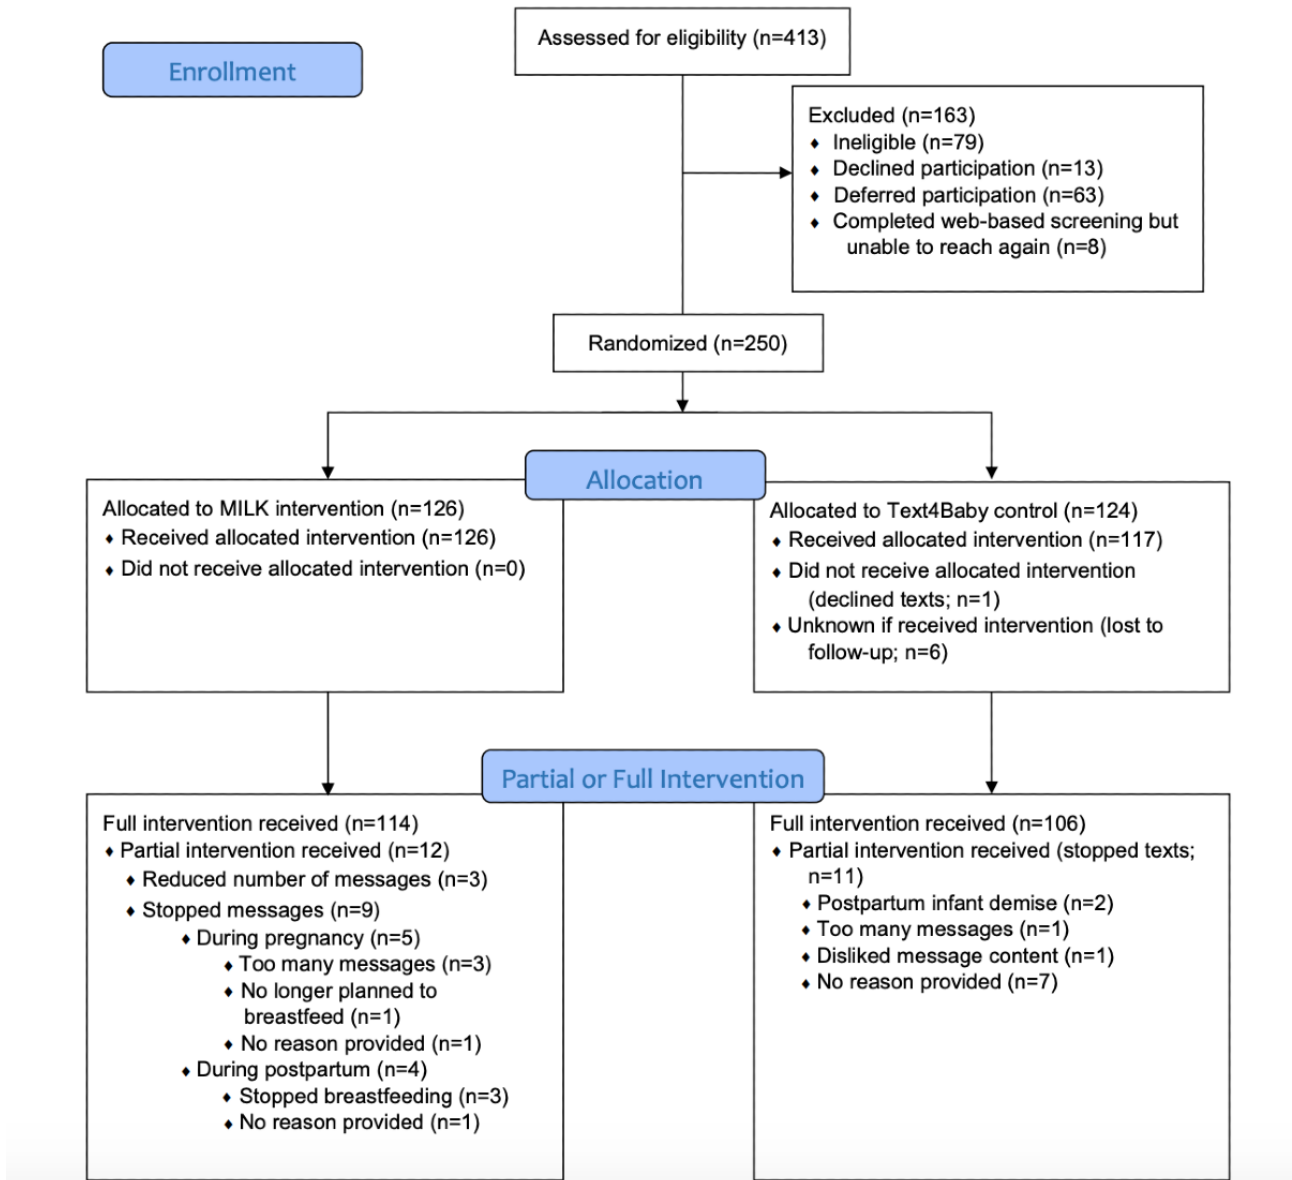 Assessed for eligibility (n=413)
Enrollment
Excluded (n=163)
♦ Ineligible (n=79)
♦ Declined participation (n=13)
♦ Deferred participation (n=63)
♦ Completed web-based screening but
unable to reach again (n=8)
Randomized (n=250)
Allocation
Allocated to MILK intervention (n=126)
♦ Received allocated intervention (n=126)
♦ Did not receive allocated intervention (n=0)
Allocated to Text4Baby control (n=124)
♦ Received allocated intervention (n=117)
♦ Did not receive allocated intervention
(declined texts; n=1)
♦ Unknown if received intervention (lost to
follow-up; n=6)
Partial or Full Intervention
Full intervention received (n=114)
♦ Partial intervention received (n=12)
♦ Reduced number of messages (n=3)
♦ Stopped messages (n=9)
♦ During pregnancy (n=5)
♦ Too many messages (n=3)
♦ No longer planned to
breastfeed (n=1)
♦ No reason provided (n=1)
♦ During postpartum (n=4)
♦ Stopped breastfeeding (n=3)
♦ No reason provided (n=1)
Full intervention received (n=106)
♦ Partial intervention received (stopped texts;
n=11)
♦ Postpartum infant demise (n=2)
♦ Too many messages (n=1)
♦ Disliked message content (n=1)
♦ No reason provided (n=7)